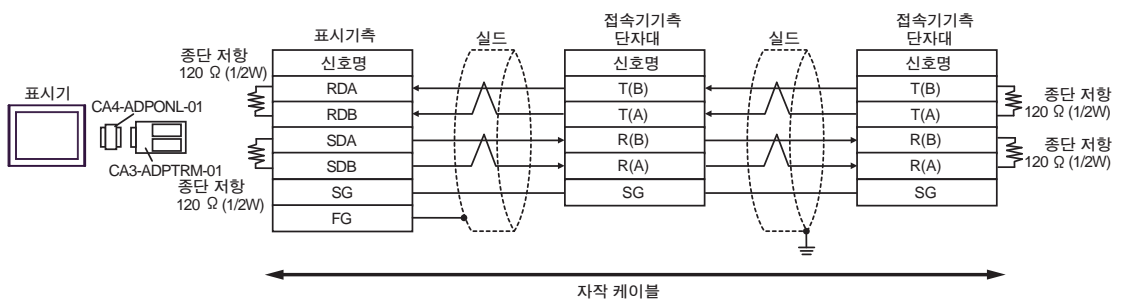 표시기
CA4-ADPONL-01
CA3-ADPTRM-01
종단 저항
120 Ω (1/2W)
종단 저항
120 Ω (1/2W)
표시기측
신호명
RDA
RDB
SDA
SDB
SG
FG
실드
접속기기측
단자대
신호명
T(B)
T(A)
R(B)
R(A)
SG
실드
접속기기측
단자대
신호명
T(B)
T(A)
R(B)
R(A)
SG
종단 저항
120 Ω (1/2W)
종단 저항
120 Ω (1/2W)
자작 케이블